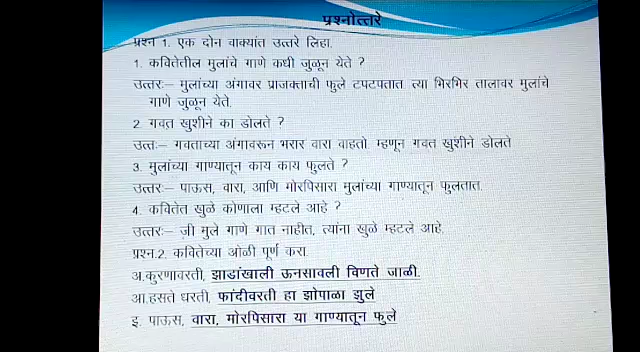 प्रश्नोत्तरे
प्रश्न 1. एक दोन वाक्यांत उत्तरे लिहा.
1. कवितेतील मुलांचे गाणे कधी जुळून येते ?
उत्तरः– मुलांच्या अंगावर प्राजक्ताची फुले टपटपतात. त्या भिरभिर तालावर मुलांचे
गाणे जुळून येते.
2. गवत खुशीने का डोलते ?
उत्तः– गवताच्या अंगावरून भरार वारा वाहतो. म्हणून गवत खुशीने डोलते
3. मुलांच्या गाण्यातून काय काय फुलते ?
उत्तरः– पाऊस, वारा, आणि मोरपिसारा मुलांच्या गाण्यातून फुलतात.
4. कवितेत खुळे कोणाला म्हटले आहे ?
उत्तरः– जी मुले गाणे गात नाहीत, त्यांना खुळे म्हटले आहे.
प्रश्न.2. कवितेच्या ओळी पूर्ण करा.
अ.कुरणावरती, झाडांखाली ऊनसावली विणते जाळी.
आ.हसते धरती, फांदीवरती हा झोपाळा झुले
इ. पाऊस, वारा, मोरपिसारा या गाण्यातून फुले